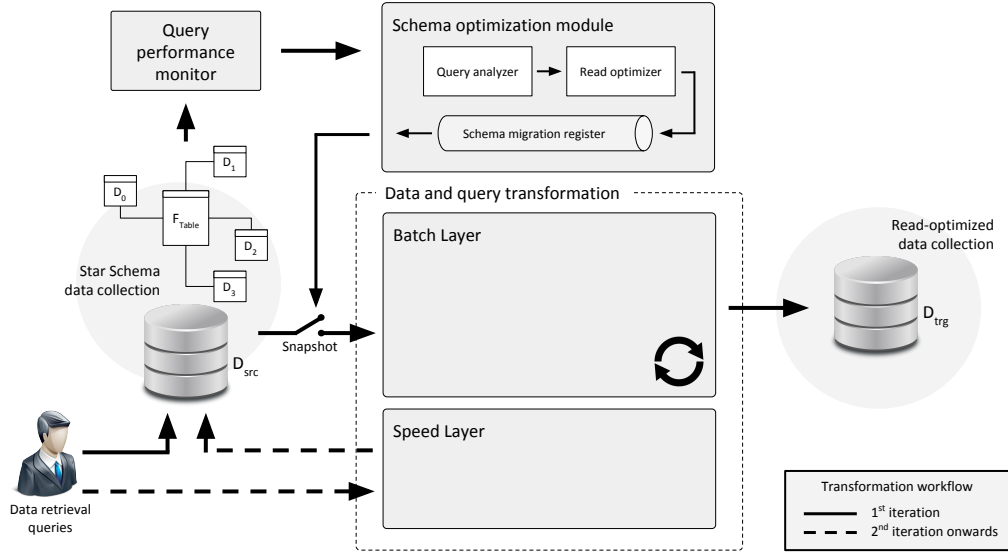 Query
performance
monitor
Schema optimization module
Query analyzer
Read optimizer
Schema migration register
D1
D0
FTable
D2
D3
Star Schema
data collection
Dsrc
Snapshot
Data and query transformation
Batch Layer
Speed Layer
Read-optimized
data collection
Dtrg
Data retrieval
queries
Transformation workflow
1st iteration
2nd iteration onwards